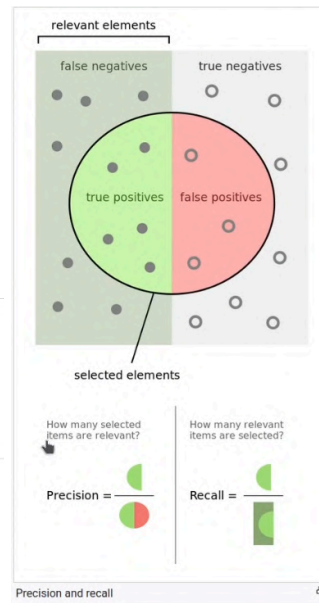 relevant elements
false negatives
true negatives
true positives
false positives
selected elements
How many selected
items are relevant?
How many relevant
items are selected?
Precision =
Recall =
Precision and recall